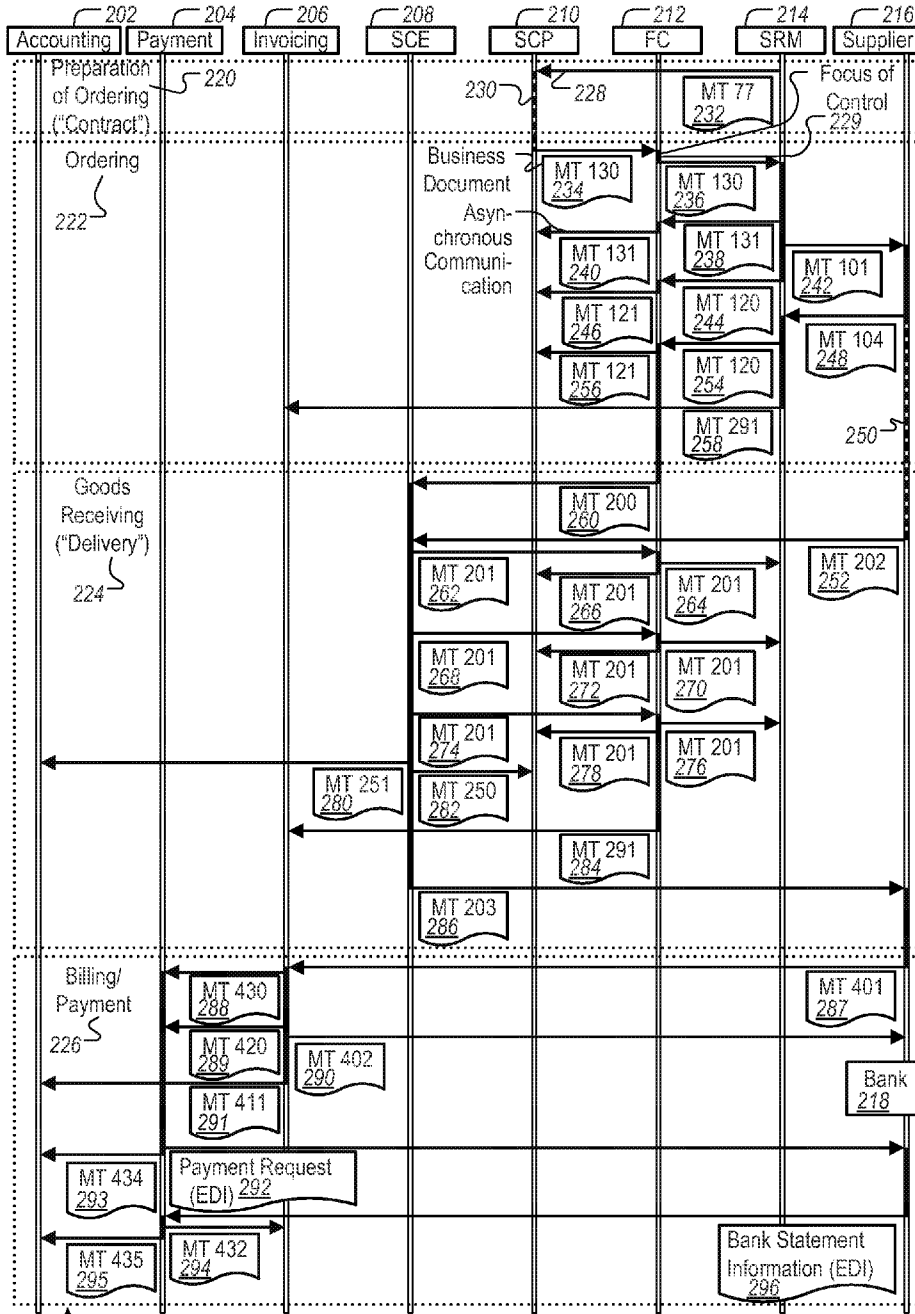 202 204 206 208 210 212 214 216
Accounting Payment Invoicing SCE SCP FC SRM Supplier
Preparation
of Ordering
("Contract")
220
230
228
MT 77
232
Focus of
Control
229
Ordering
222
Business
Document
MT 130
234
MT 130
236
Asyn-
chronous
Communi-
cation
MT 131
238
MT 131
240
MT 101
242
MT 120
244
MT 121
246
MT 104
248
MT 120
254
MT 121
256
250
MT 291
258
Goods
Receiving
("Delivery")
224
MT 200
260
MT 202
252
MT 201
262
MT 201
266
MT 201
264
MT 201
268
MT 201
272
MT 201
270
MT 201
274
MT 201
278
MT 201
276
MT 251
280
MT 250
282
MT 291
284
MT 203
286
Billing/
Payment
226
MT 430
288
MT 401
287
MT 420
289
MT 402
290
Bank
218
MT 411
291
MT 434
293
Payment Request
(EDI) 292
MT 435
295
MT 432
294
Bank Statement
Information (EDI)
296